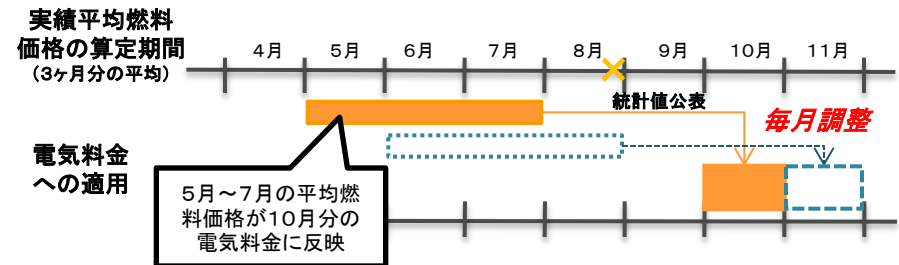 実績平均燃料
価格の算定期間
(3ヶ月分の平均)
4月 5月 6月 7月 8月 9月 10月 11月
統計値公表
毎月調整
電気料金
への適用
5月～7月の平均燃
料価格が10月分の
電気料金に反映